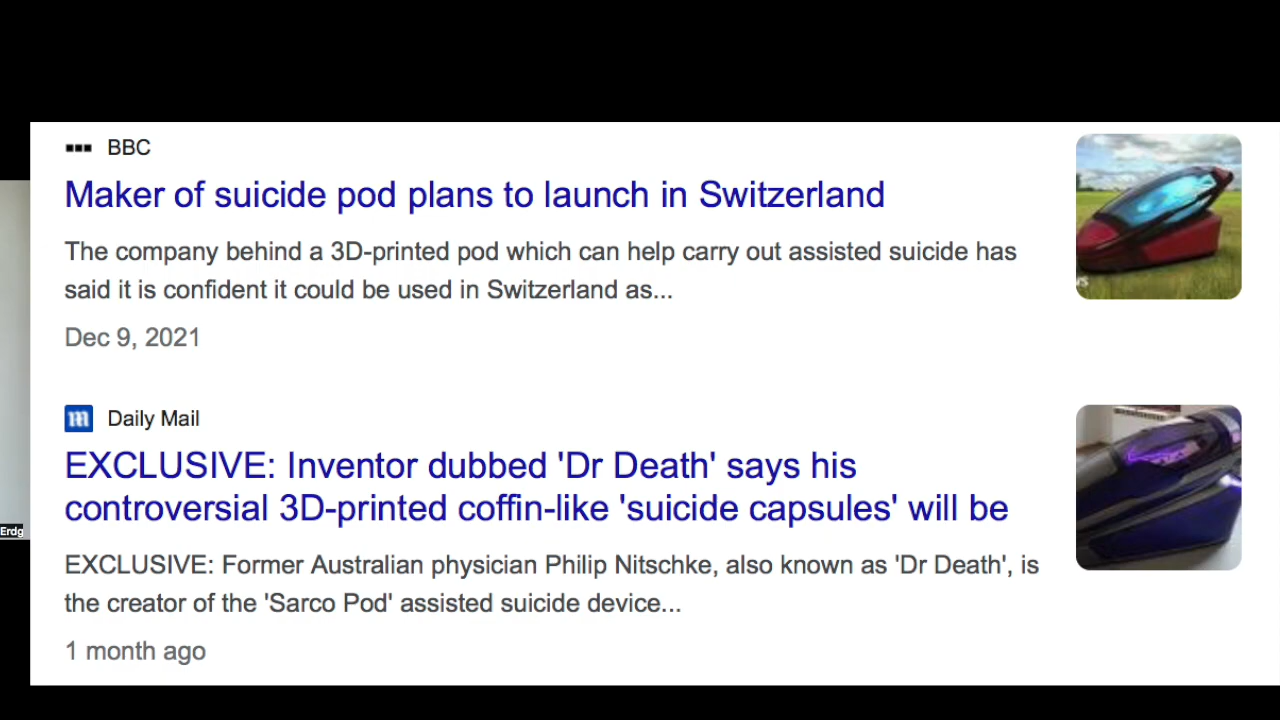 BBC
Maker of suicide pod plans to launch in Switzerland
The company behind a 3D-printed pod which can help carry out assisted suicide has
said it is confident it could be used in Switzerland as...
Dec 9, 2021
Daily Mail
EXCLUSIVE: Inventor dubbed 'Dr Death' says his
controversial 3D-printed coffin-like 'suicide capsules' will be
EXCLUSIVE: Former Australian physician Philip Nitschke, also known as 'Dr Death', is
the creator of the 'Sarco Pod' assisted suicide device...
1 month ago
Erdg